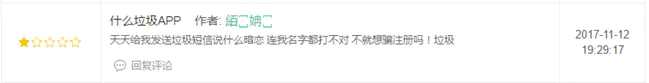 什么垃圾APP 作者:
天天给我发送垃圾短信说什么暗恋 连我名字都打不对 不就想骗注册吗！垃圾
2017-11-12
19:29:17
回复评论